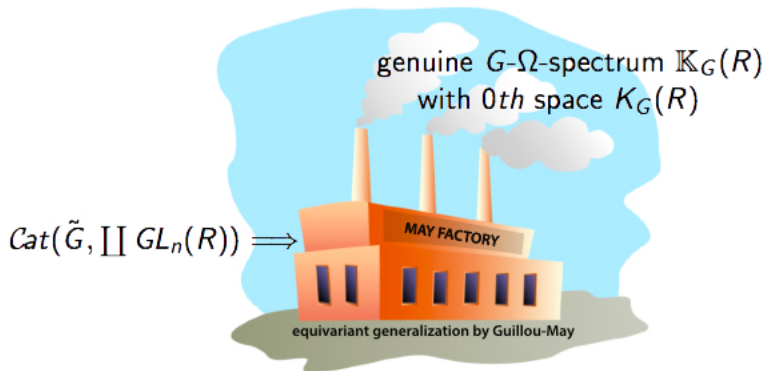 genuine G-Ω-spectrum 𝕂_G(R)
with 0th space K_G(R)
Cat(G̃, ∐ GL_n(R)) ⟹
MAY FACTORY
equivariant generalization by Guillou-May